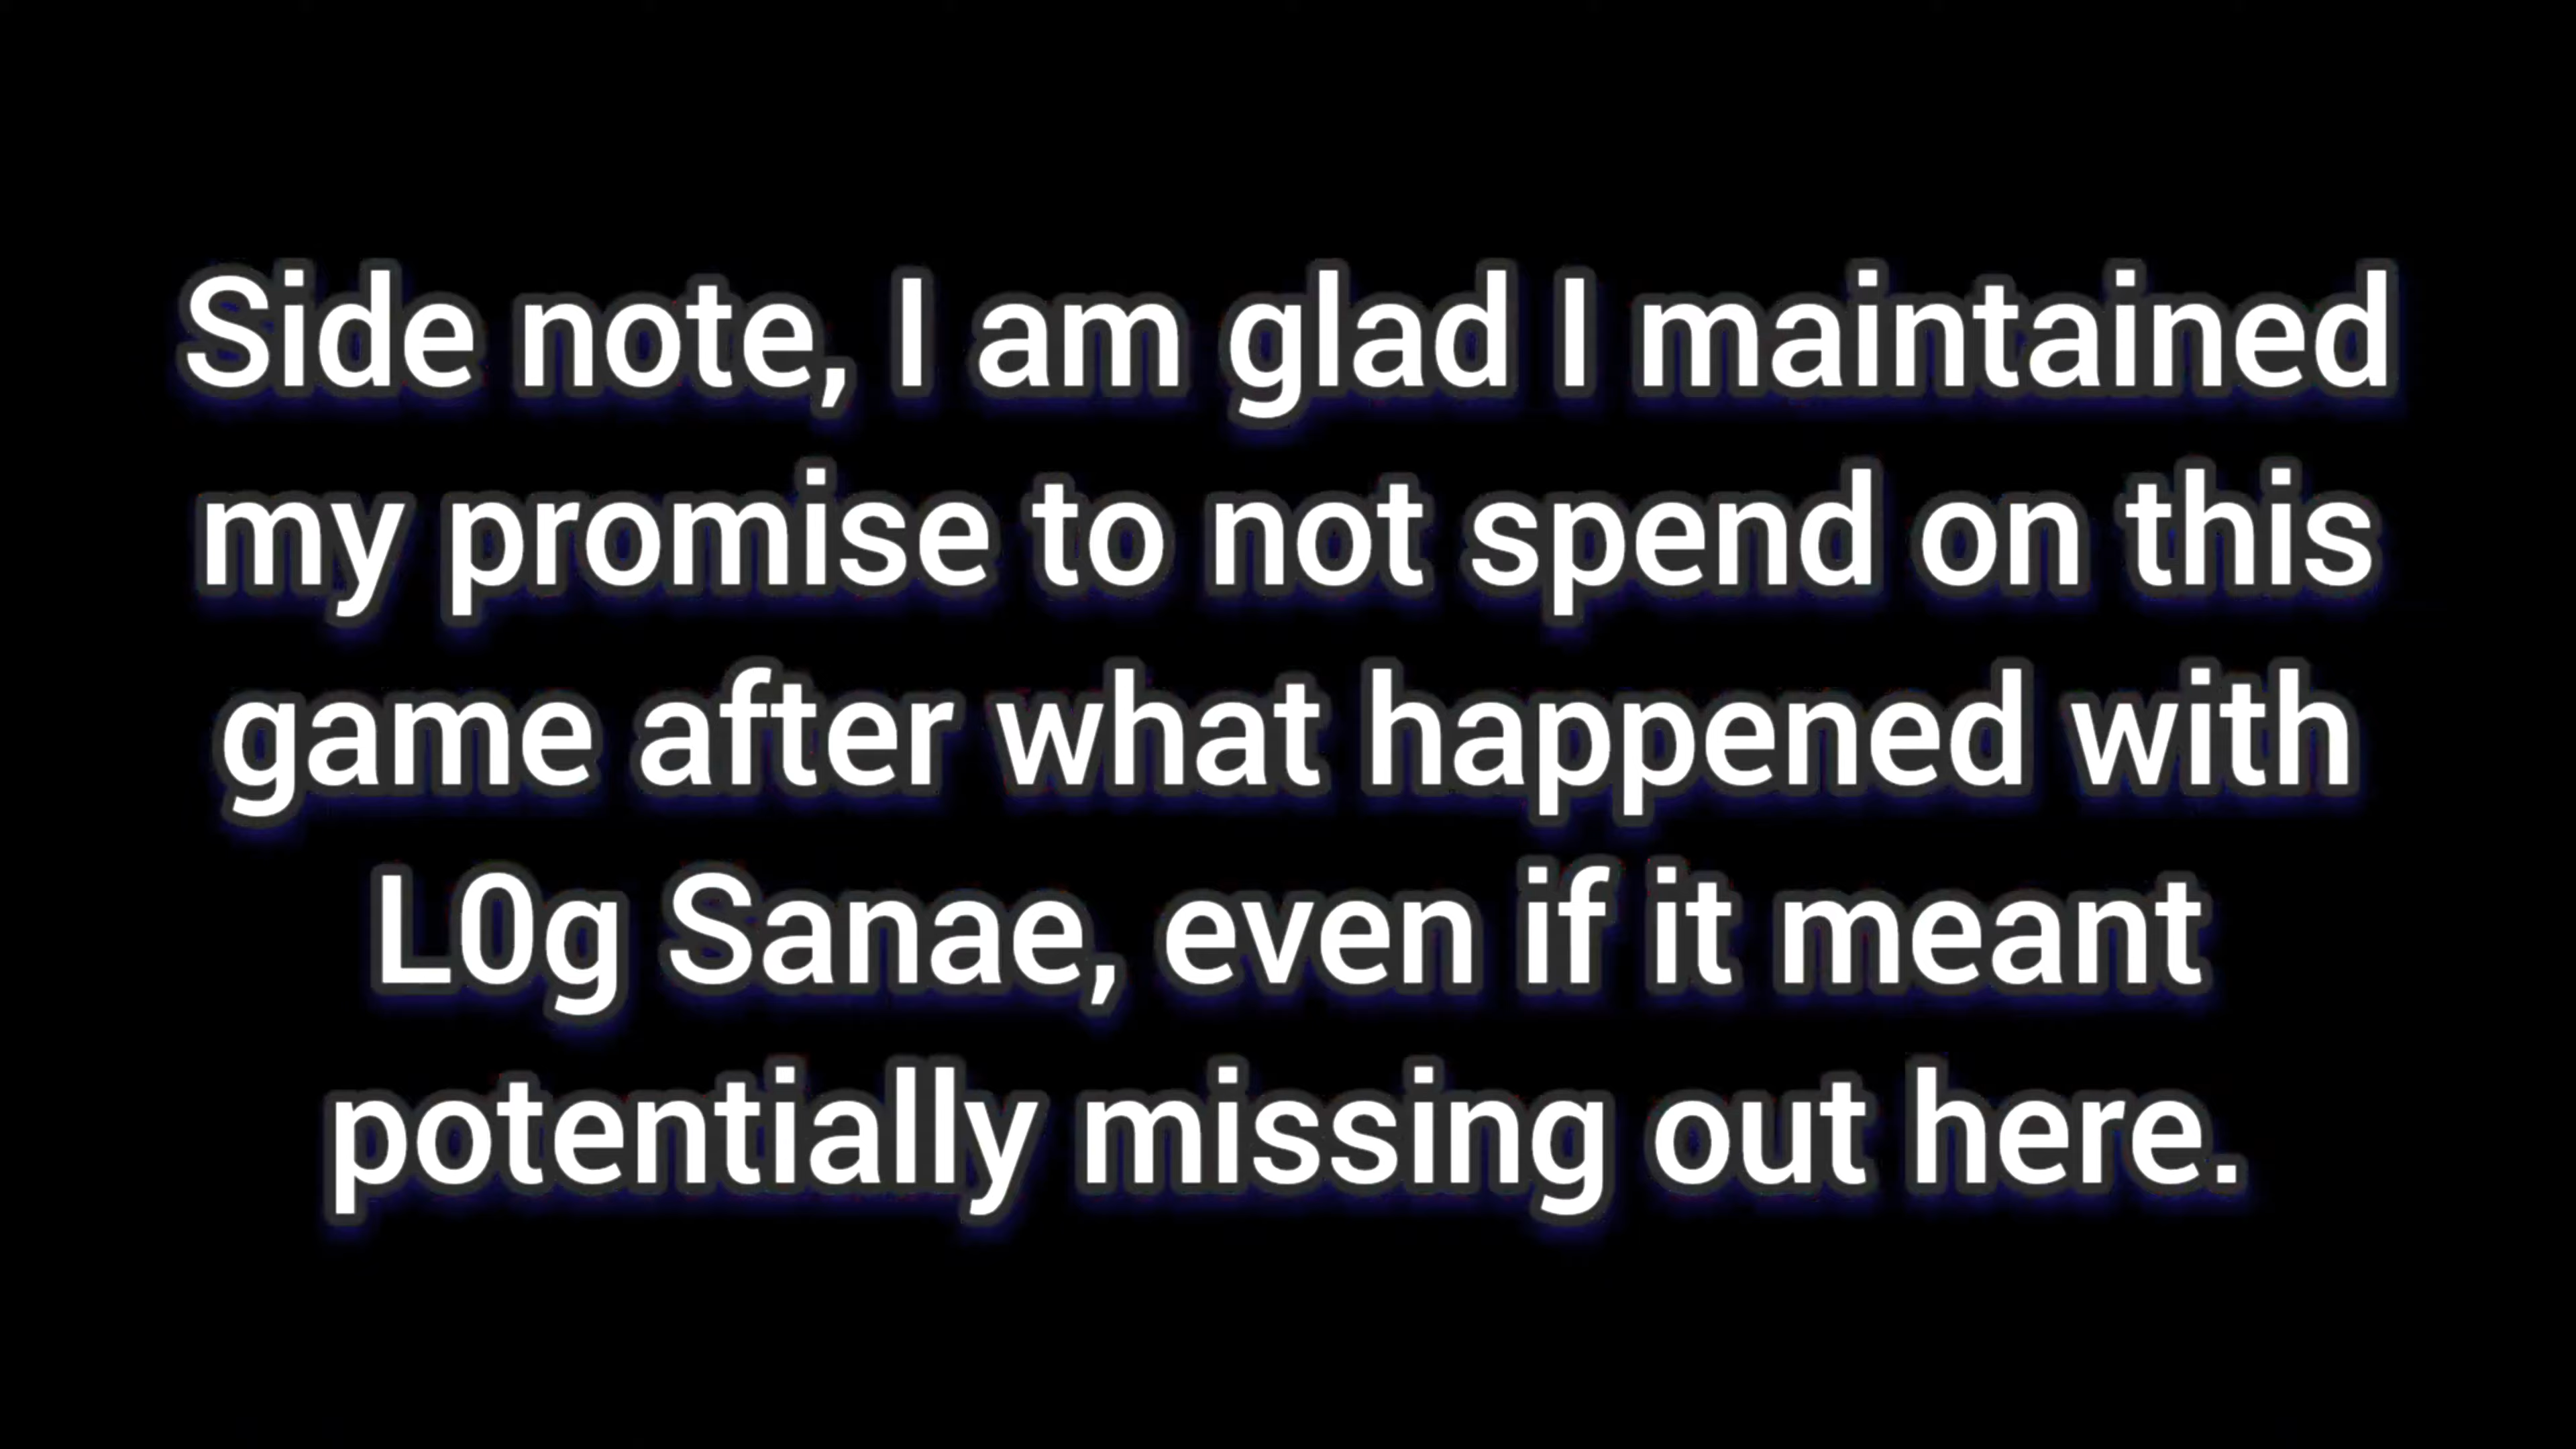 Side note, I am glad I maintained
my promise to not spend on this
game after what happened with
L0g Sanae, even if it meant
potentially missing out here.